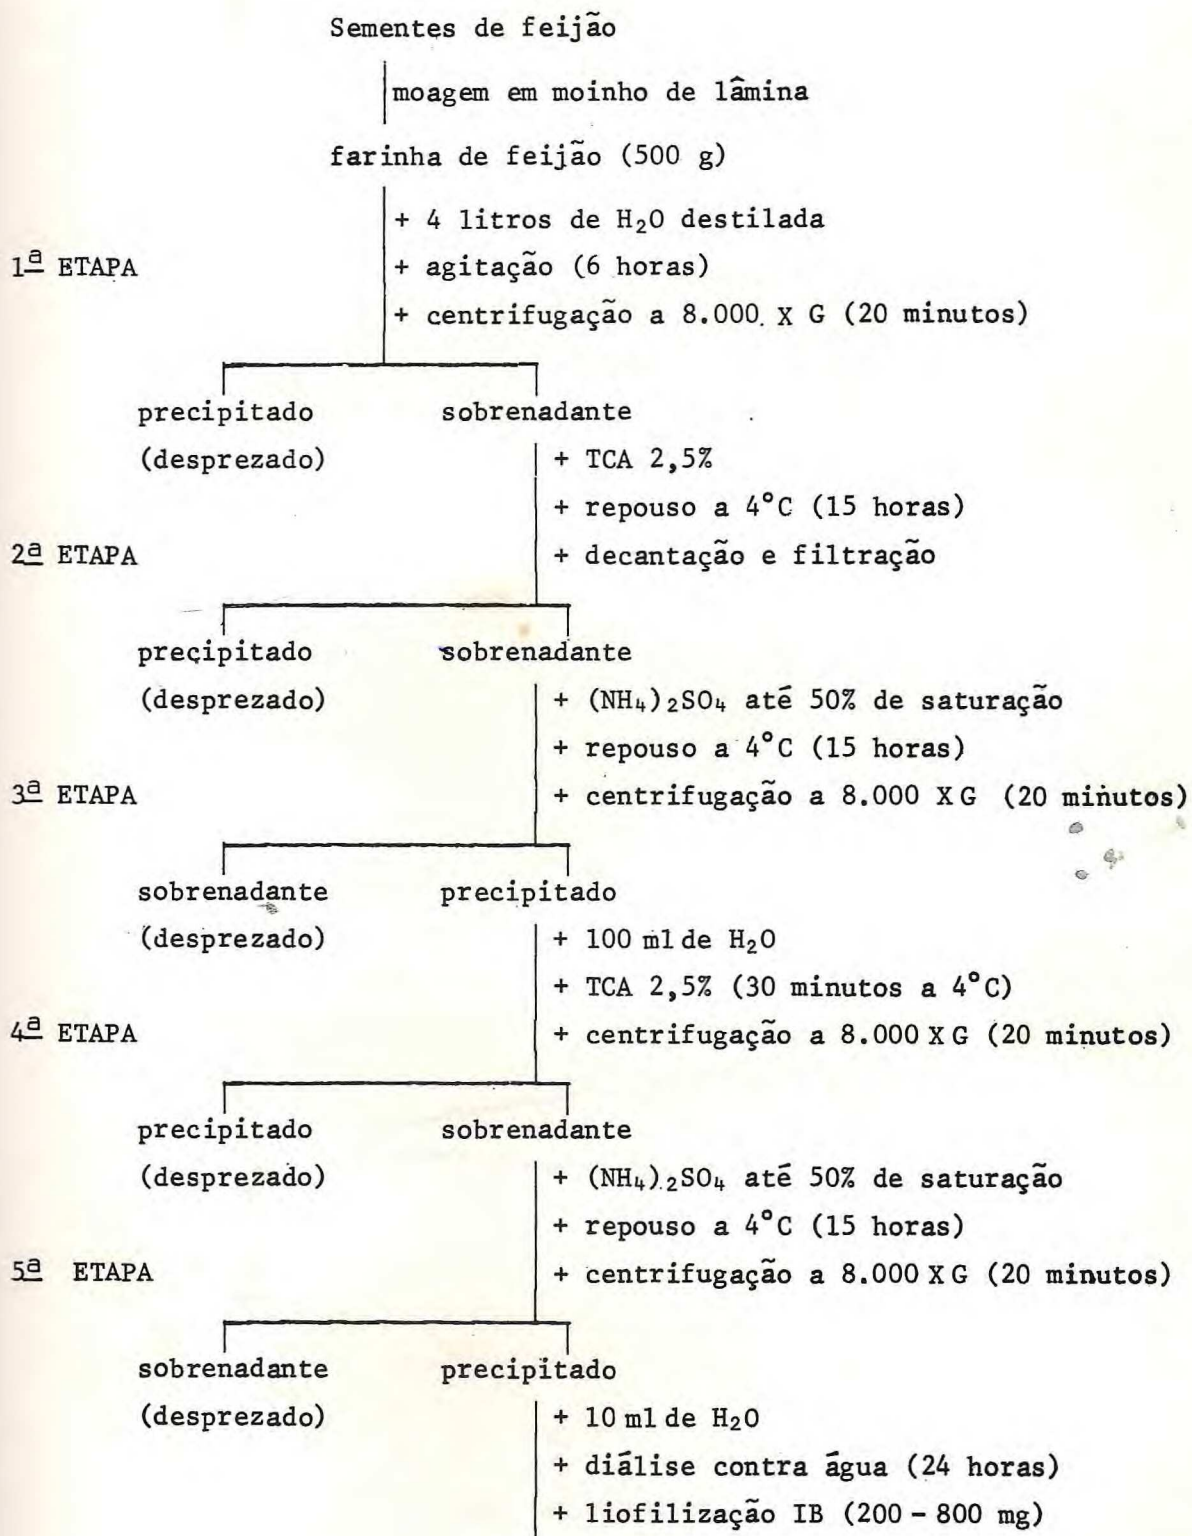 Sementes de feijão
moagem em moinho de lâmina
farinha de feijão (500 g)
+ 4 litros de H₂O destilada
1ª ETAPA + agitação (6 horas)
+ centrifugação a 8.000 X G (20 minutos)
precipitado sobrenadante
(desprezado) + TCA 2,5%
+ repouso a 4°C (15 horas)
2ª ETAPA + decantação e filtração
precipitado sobrenadante
(desprezado) + (NH₄)₂SO₄ até 50% de saturação
+ repouso a 4°C (15 horas)
3ª ETAPA + centrifugação a 8.000 X G (20 minutos)
sobrenadante precipitado
(desprezado) + 100 ml de H₂O
+ TCA 2,5% (30 minutos a 4°C)
4ª ETAPA + centrifugação a 8.000 X G (20 minutos)
precipitado sobrenadante
(desprezado) + (NH₄)₂SO₄ até 50% de saturação
+ repouso a 4°C (15 horas)
5ª ETAPA + centrifugação a 8.000 X G (20 minutos)
sobrenadante precipitado
(desprezado) + 10 ml de H₂O
+ diálise contra água (24 horas)
+ liofilização IB (200 - 800 mg)